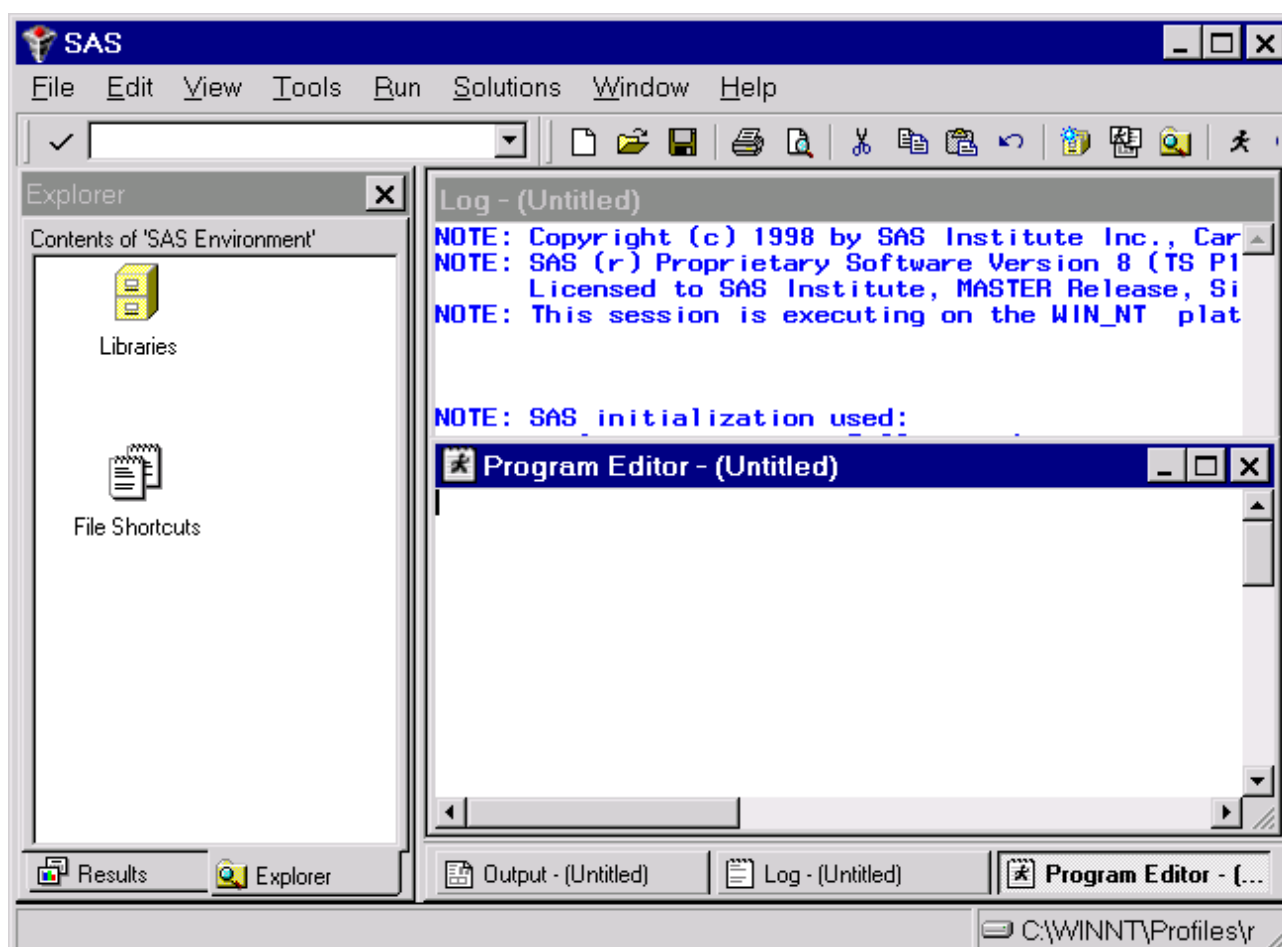 SAS
File Edit View Tools Run Solutions Window Help
Explorer
Contents of 'SAS Environment'
Libraries
File Shortcuts
Results Explorer
Log - (Untitled)
NOTE: Copyright (c) 1998 by SAS Institute Inc., Car
NOTE: SAS (r) Proprietary Software Version 8 (TS P1
Licensed to SAS Institute, MASTER Release, Si
NOTE: This session is executing on the WIN_NT plat
NOTE: SAS initialization used:
Program Editor - (Untitled)
Output - (Untitled) Log - (Untitled) Program Editor - (...
C:\WINNT\Profiles\r